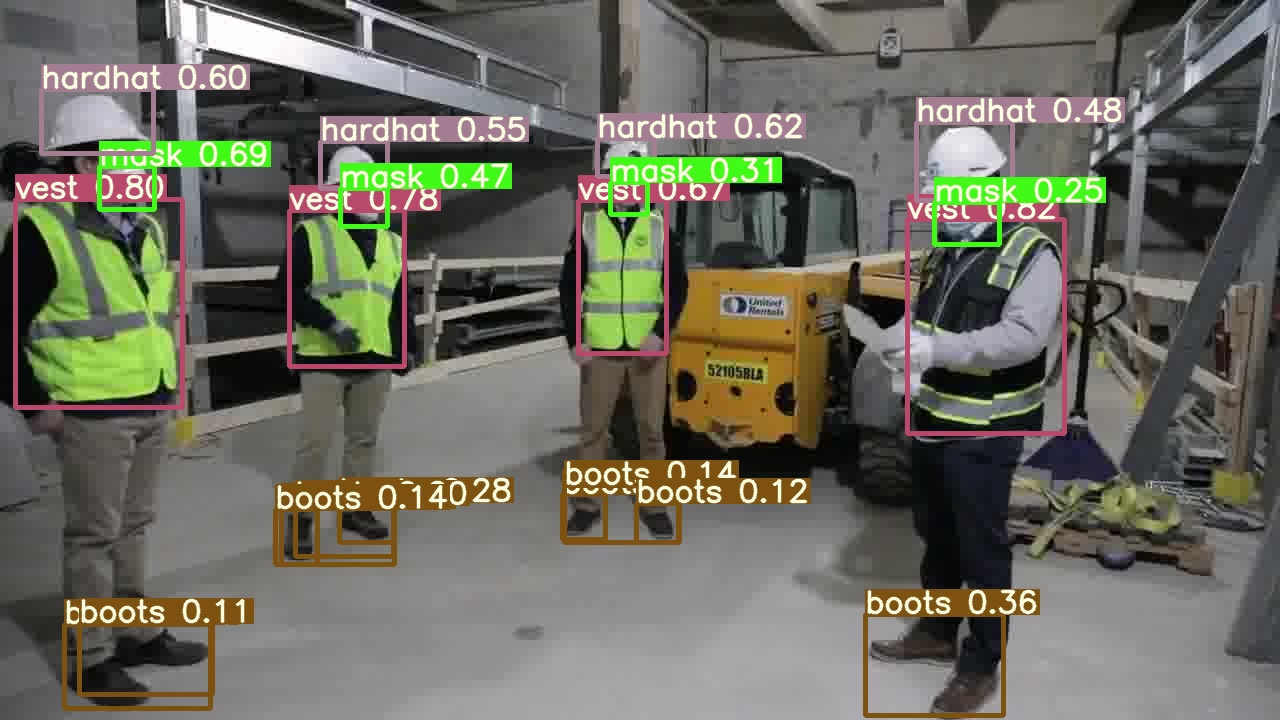 hardhat 0.60
hardhat 0.55
hardhat 0.62
hardhat 0.48
mask 0.69
mask 0.47
mask 0.31
mask 0.25
vest 0.80
vest 0.78
vest 0.67
vest 0.82
United
Rentals
52105BLA
boots 0.14
28
boots 0.14
boots 0.12
boots 0.11
boots 0.36